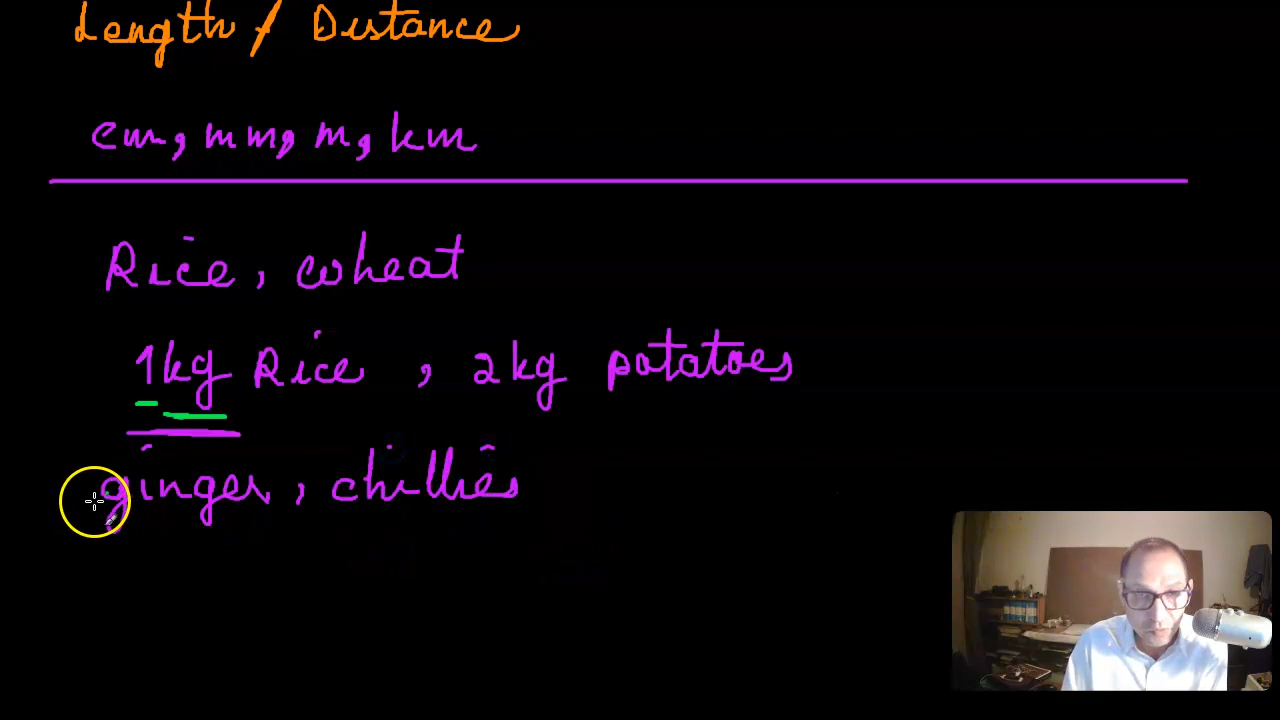 Length / Distance
cm, mm, m, km
Rice, wheat
1kg Rice, 2kg potatoes
ginger, chillies